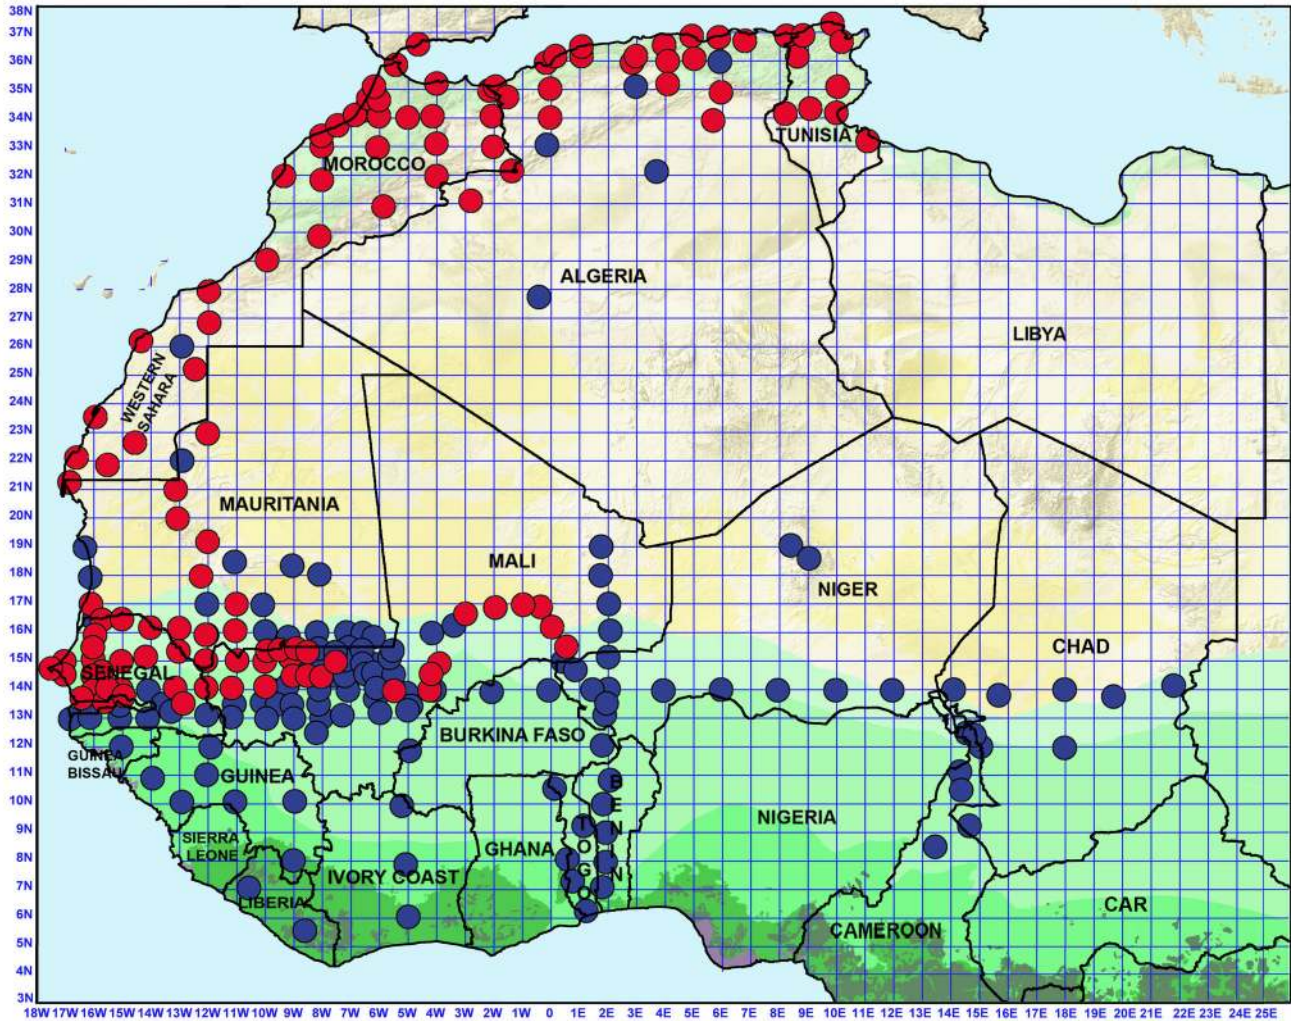 38N
37N
36N
35N
34N
33N
32N
31N
30N
29N
28N
27N
26N
25N
24N
23N
22N
21N
20N
19N
18N
17N
16N
15N
14N
13N
12N
11N
10N
9N
8N
7N
6N
5N
4N
3N
TUNISIA
MOROCCO
ALGERIA
LIBYA
WESTERN
SAHARA
MAURITANIA
MALI
NIGER
CHAD
SENEGAL
BURKINA FASO
GUINEA
BISSAU
GUINEA
BENIN
NIGERIA
TOGO
SIERRA
LEONE
GHANA
IVORY COAST
LIBERIA
CAR
CAMEROON
18W 17W 16W 15W 14W 13W 12W 11W 10W 9W 8W 7W 6W 5W 4W 3W 2W 1W 0 1E 2E 3E 4E 5E 6E 7E 8E 9E 10E 11E 12E 13E 14E 15E 16E 17E 18E 19E 20E 21E 22E 23E 24E 25E